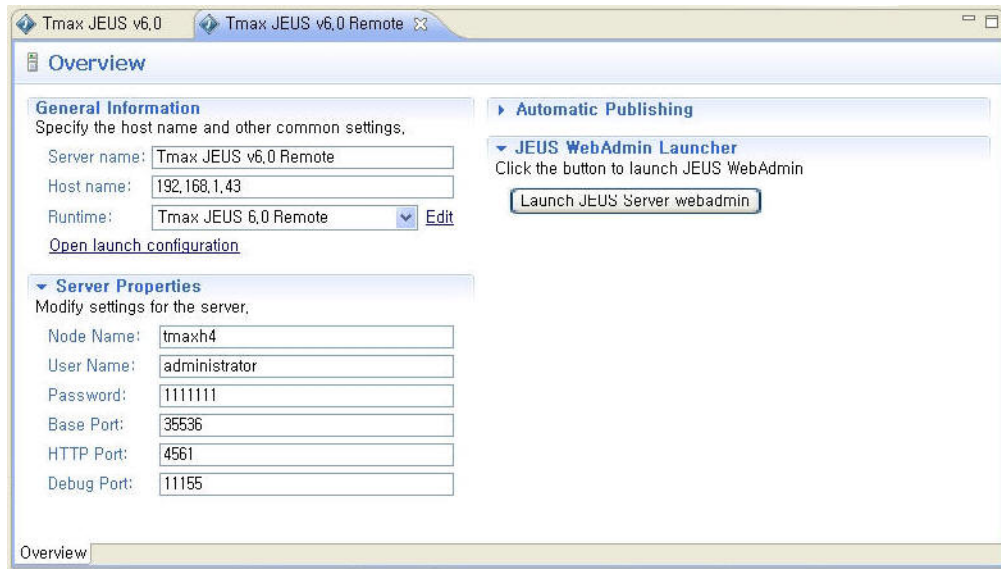 Tmax JEUS v6.0
Tmax JEUS v6.0 Remote
Overview
General Information
Specify the host name and other common settings.
Server name: Tmax JEUS v6.0 Remote
Host name: 192.168.1.43
Runtime: Tmax JEUS 6.0 Remote Edit
Open launch configuration
Server Properties
Modify settings for the server.
Node Name: tmaxh4
User Name: administrator
Password: 1111111
Base Port: 35536
HTTP Port: 4561
Debug Port: 11155
Automatic Publishing
JEUS WebAdmin Launcher
Click the button to launch JEUS WebAdmin
Launch JEUS Server webadmin
Overview